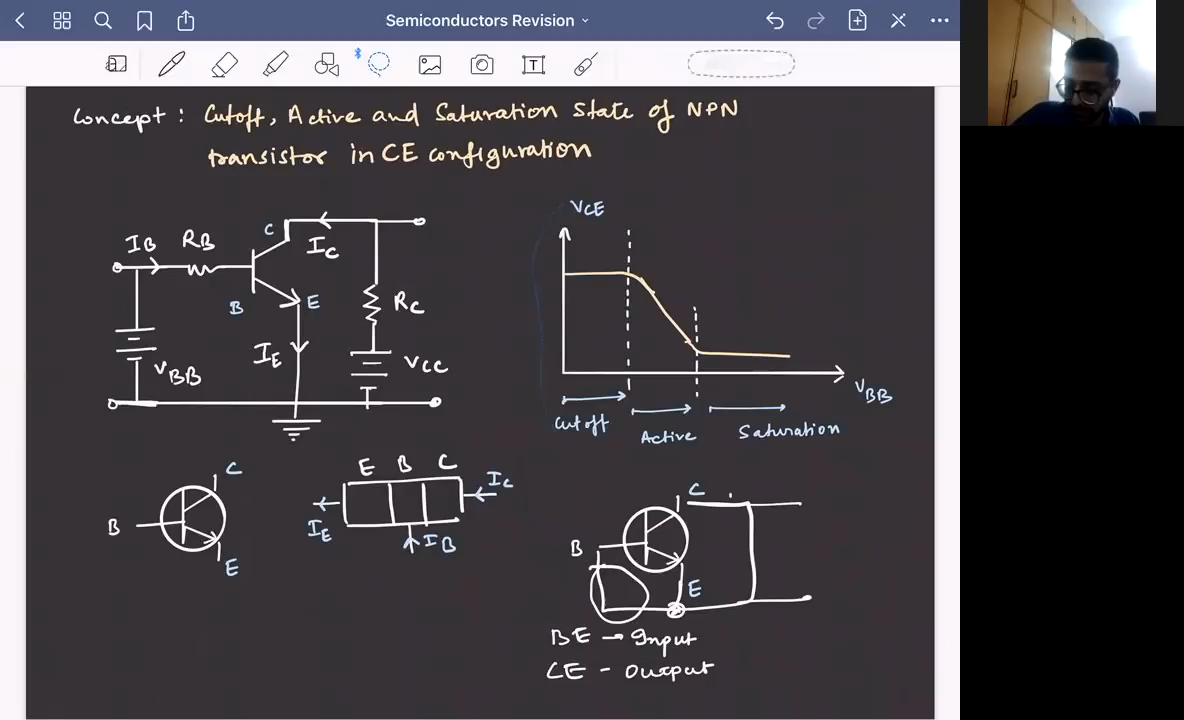 Semiconductors Revision
Concept : Cutoff, Active and Saturation State of NPN
transistor in CE configuration
VCE
C
IB RB
IC
B
E
RC
IE
VBB
VCC
VBB
Cutoff
Active
Saturation
C
B
E
E B C
IC
IE
IB
C
B
E
BE → Input
CE - Output